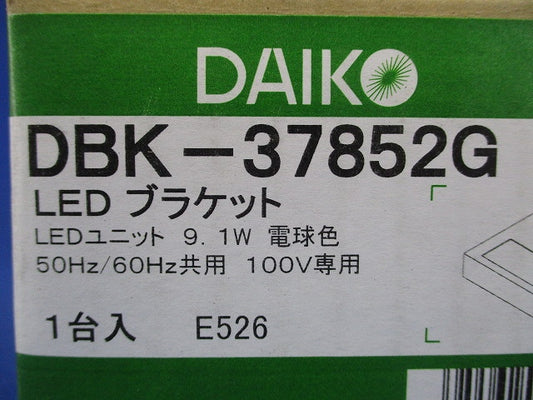 DAIKO
DBK-37852G
LED ブラケット
LEDユニット 9.1W 電球色
50Hz/60Hz共用 100V専用
1台入 E526